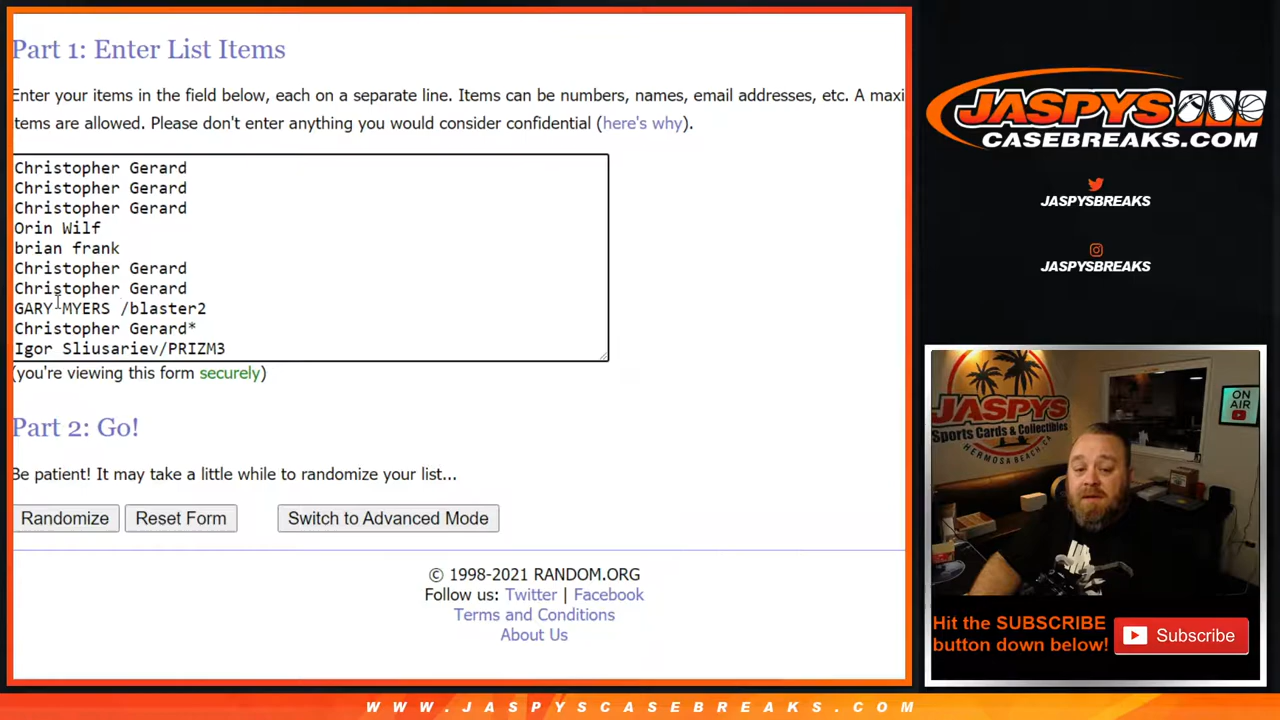 Part 1: Enter List Items
Enter your items in the field below, each on a separate line. Items can be numbers, names, email addresses, etc. A maxi
tems are allowed. Please don't enter anything you would consider confidential (here's why).
Christopher Gerard
Christopher Gerard
Christopher Gerard
Orin Wilf
brian frank
Christopher Gerard
Christopher Gerard
GARY MYERS /blaster2
Christopher Gerard*
Igor Sliusariev/PRIZM3
(you're viewing this form securely)
Part 2: Go!
Be patient! It may take a little while to randomize your list...
Randomize Reset Form Switch to Advanced Mode
© 1998-2021 RANDOM.ORG
Follow us: Twitter | Facebook
Terms and Conditions
About Us
JASPYS
CASEBREAKS.COM
JASPYSBREAKS
JASPYSBREAKS
JASPYS
Sports Cards & Collectibles
HERMOSA BEACH, CA
ON
AIR
Hit the SUBSCRIBE
button down below!
Subscribe
WWW.JASPYSCASEBREAKS.COM